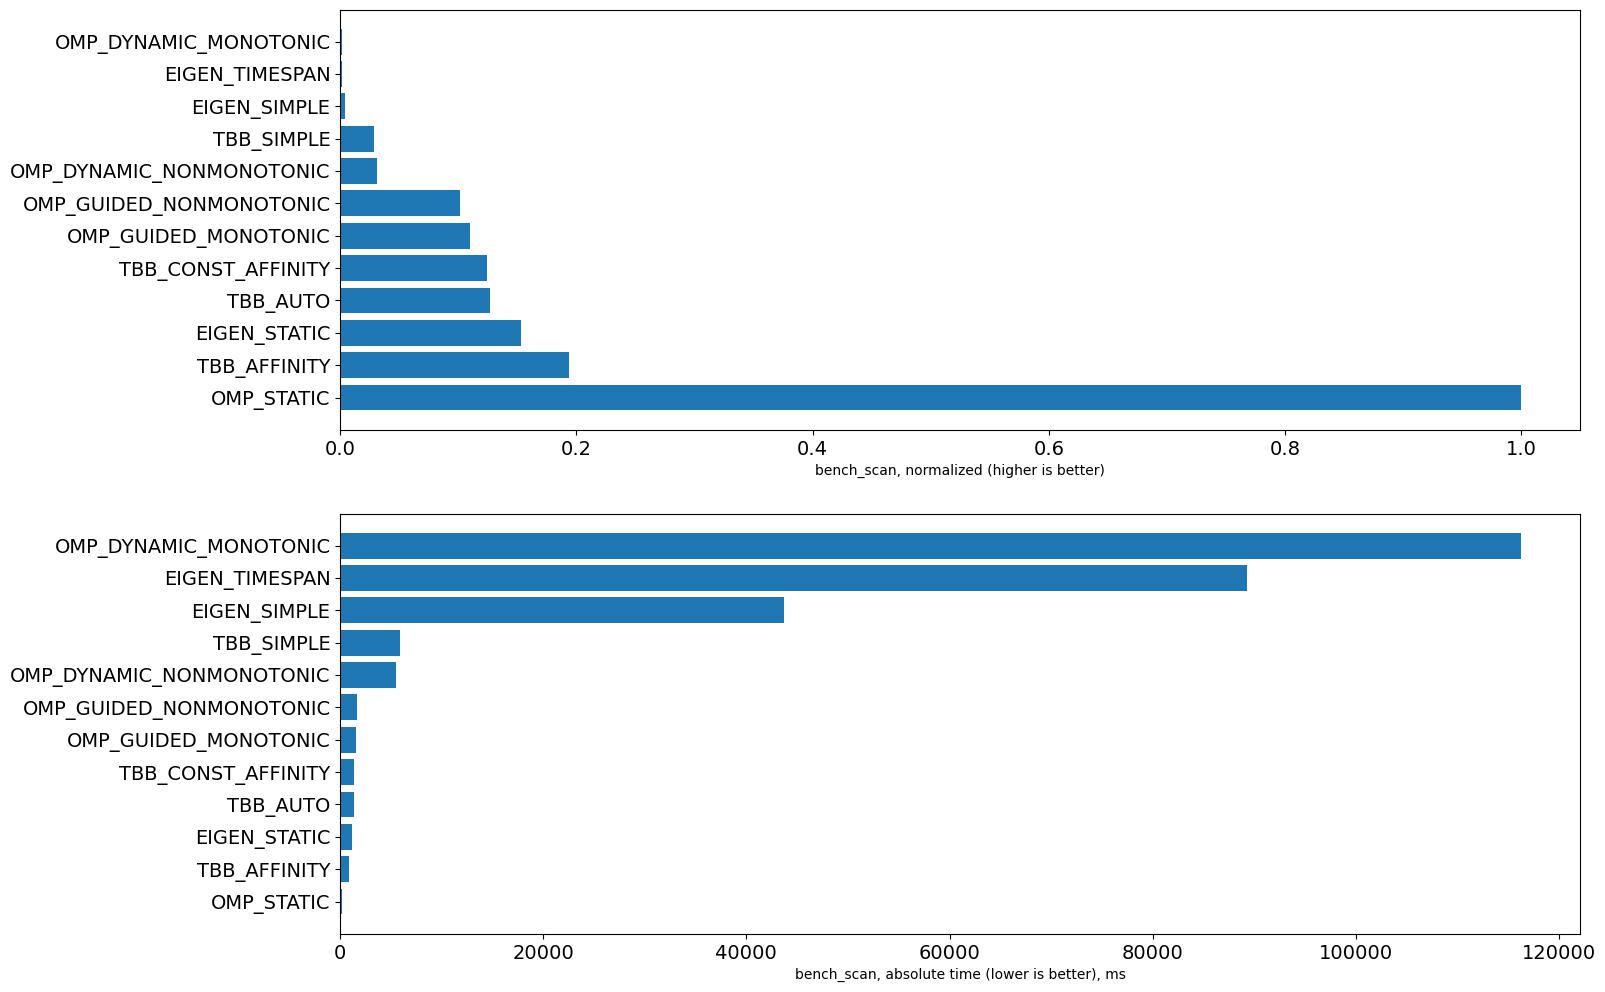 OMP_DYNAMIC_MONOTONIC
EIGEN_TIMESPAN
EIGEN_SIMPLE
TBB_SIMPLE
OMP_DYNAMIC_NONMONOTONIC
OMP_GUIDED_NONMONOTONIC
OMP_GUIDED_MONOTONIC
TBB_CONST_AFFINITY
TBB_AUTO
EIGEN_STATIC
TBB_AFFINITY
OMP_STATIC
0.0 0.2 0.4 0.6 0.8 1.0
bench_scan, normalized (higher is better)
OMP_DYNAMIC_MONOTONIC
EIGEN_TIMESPAN
EIGEN_SIMPLE
TBB_SIMPLE
OMP_DYNAMIC_NONMONOTONIC
OMP_GUIDED_NONMONOTONIC
OMP_GUIDED_MONOTONIC
TBB_CONST_AFFINITY
TBB_AUTO
EIGEN_STATIC
TBB_AFFINITY
OMP_STATIC
0 20000 40000 60000 80000 100000 120000
bench_scan, absolute time (lower is better), ms